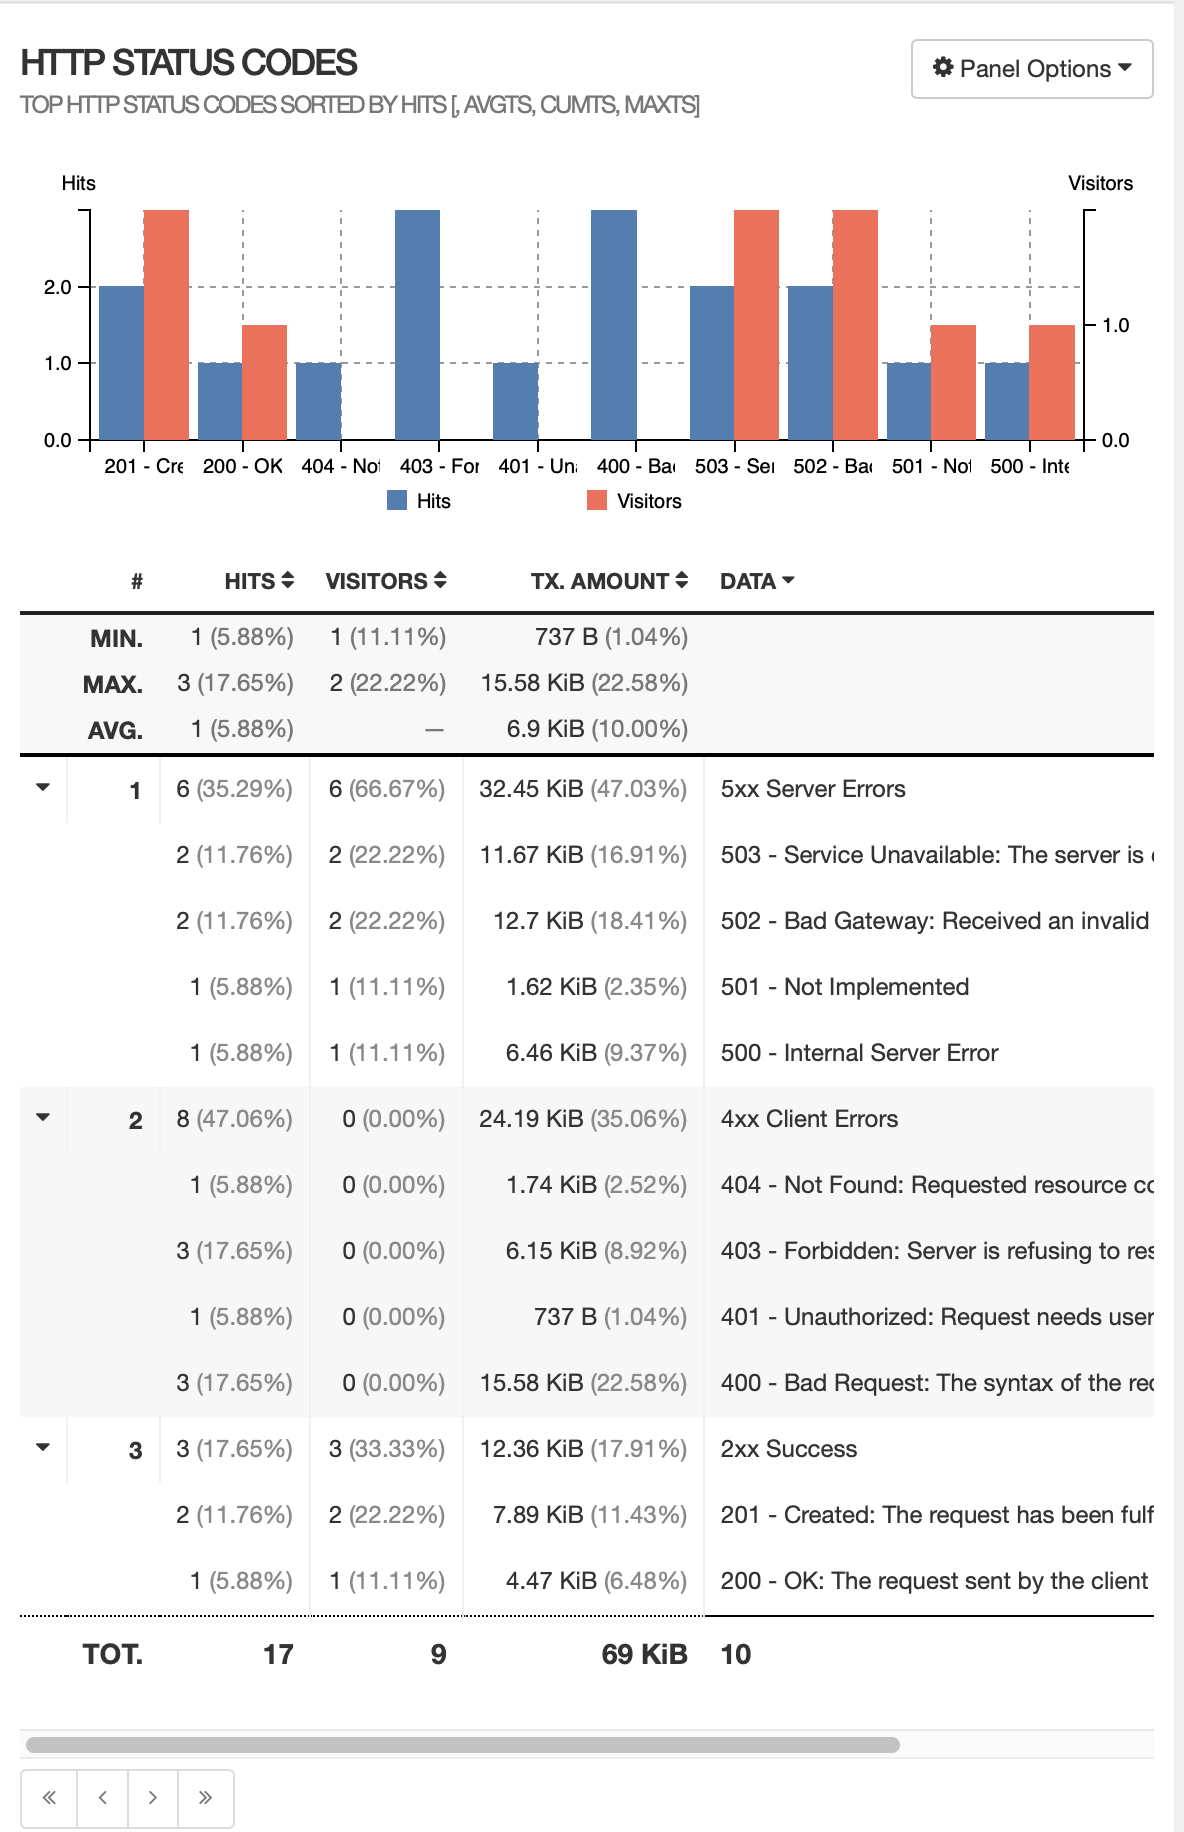 HTTP STATUS CODES
Panel Options
TOP HTTP STATUS CODES SORTED BY HITS [, AVGTS, CUMTS, MAXTS]
Hits Visitors
2.0
1.0
1.0
0.0 0.0
201 - Cre 200 - OK 404 - Not 403 - For 401 - Una 400 - Bad 503 - Ser 502 - Bad 501 - Not 500 - Inte
Hits Visitors
# HITS VISITORS TX. AMOUNT DATA
MIN. 1 (5.88%) 1 (11.11%) 737 B (1.04%)
MAX. 3 (17.65%) 2 (22.22%) 15.58 KiB (22.58%)
AVG. 1 (5.88%) — 6.9 KiB (10.00%)
1 6 (35.29%) 6 (66.67%) 32.45 KiB (47.03%) 5xx Server Errors
2 (11.76%) 2 (22.22%) 11.67 KiB (16.91%) 503 - Service Unavailable: The server is
2 (11.76%) 2 (22.22%) 12.7 KiB (18.41%) 502 - Bad Gateway: Received an invalid
1 (5.88%) 1 (11.11%) 1.62 KiB (2.35%) 501 - Not Implemented
1 (5.88%) 1 (11.11%) 6.46 KiB (9.37%) 500 - Internal Server Error
2 8 (47.06%) 0 (0.00%) 24.19 KiB (35.06%) 4xx Client Errors
1 (5.88%) 0 (0.00%) 1.74 KiB (2.52%) 404 - Not Found: Requested resource co
3 (17.65%) 0 (0.00%) 6.15 KiB (8.92%) 403 - Forbidden: Server is refusing to res
1 (5.88%) 0 (0.00%) 737 B (1.04%) 401 - Unauthorized: Request needs user
3 (17.65%) 0 (0.00%) 15.58 KiB (22.58%) 400 - Bad Request: The syntax of the rec
3 3 (17.65%) 3 (33.33%) 12.36 KiB (17.91%) 2xx Success
2 (11.76%) 2 (22.22%) 7.89 KiB (11.43%) 201 - Created: The request has been fulf
1 (5.88%) 1 (11.11%) 4.47 KiB (6.48%) 200 - OK: The request sent by the client
TOT. 17 9 69 KiB 10